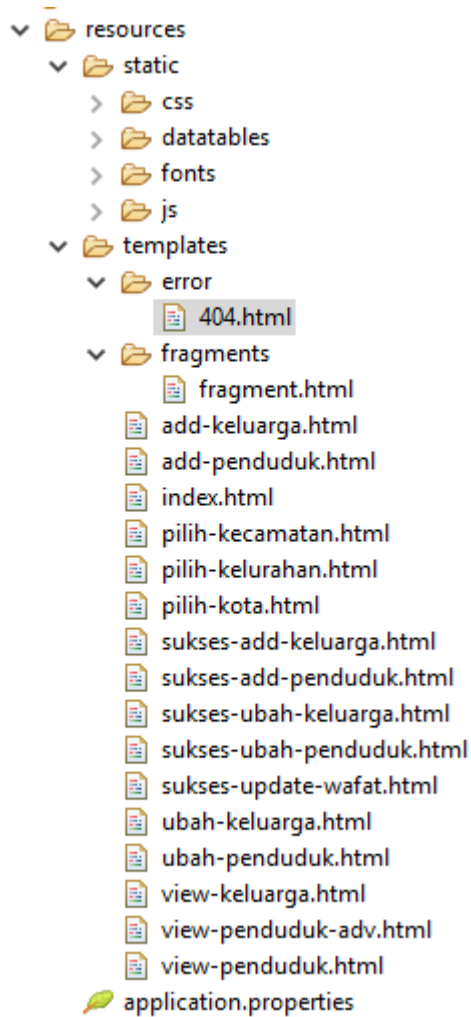 resources
static
css
datatables
fonts
js
templates
error
404.html
fragments
fragment.html
add-keluarga.html
add-penduduk.html
index.html
pilih-kecamatan.html
pilih-kelurahan.html
pilih-kota.html
sukses-add-keluarga.html
sukses-add-penduduk.html
sukses-ubah-keluarga.html
sukses-ubah-penduduk.html
sukses-update-wafat.html
ubah-keluarga.html
ubah-penduduk.html
view-keluarga.html
view-penduduk-adv.html
view-penduduk.html
application.properties